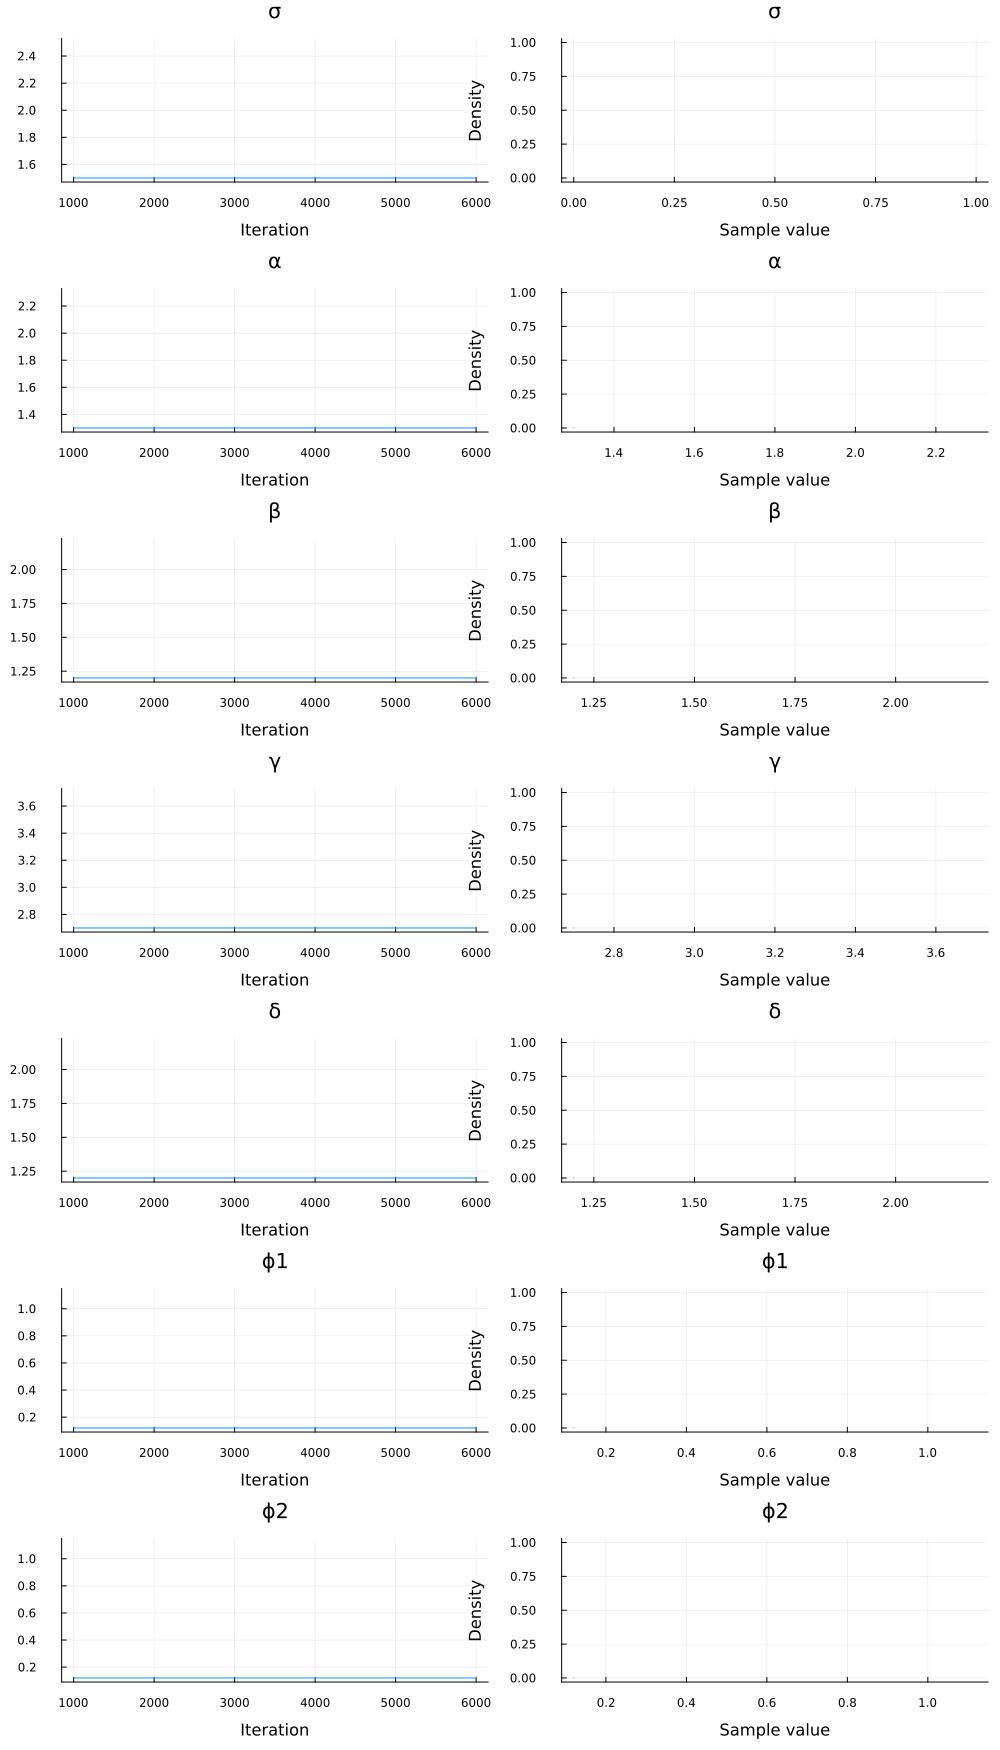 σ σ
2.4 1.00
2.2 0.75
2.0 Density 0.50
1.8 0.25
1.6 0.00
1000 2000 3000 4000 5000 6000 0.00 0.25 0.50 0.75 1.00
Iteration Sample value
α α
2.2 1.00
2.0 0.75
1.8 Density 0.50
1.6 0.25
1.4 0.00
1000 2000 3000 4000 5000 6000 1.4 1.6 1.8 2.0 2.2
Iteration Sample value
β β
2.00 1.00
1.75 Density 0.75
1.50 0.50
1.25 0.25
0.00
1000 2000 3000 4000 5000 6000 1.25 1.50 1.75 2.00
Iteration Sample value
γ γ
3.6 1.00
3.4 0.75
3.2 Density 0.50
3.0 0.25
2.8 0.00
1000 2000 3000 4000 5000 6000 2.8 3.0 3.2 3.4 3.6
Iteration Sample value
δ δ
2.00 1.00
1.75 Density 0.75
1.50 0.50
1.25 0.25
0.00
1000 2000 3000 4000 5000 6000 1.25 1.50 1.75 2.00
Iteration Sample value
ϕ1 ϕ1
1.0 1.00
0.8 0.75
0.6 Density 0.50
0.4 0.25
0.2 0.00
1000 2000 3000 4000 5000 6000 0.2 0.4 0.6 0.8 1.0
Iteration Sample value
ϕ2 ϕ2
1.0 1.00
0.8 0.75
0.6 Density 0.50
0.4 0.25
0.2 0.00
1000 2000 3000 4000 5000 6000 0.2 0.4 0.6 0.8 1.0
Iteration Sample value